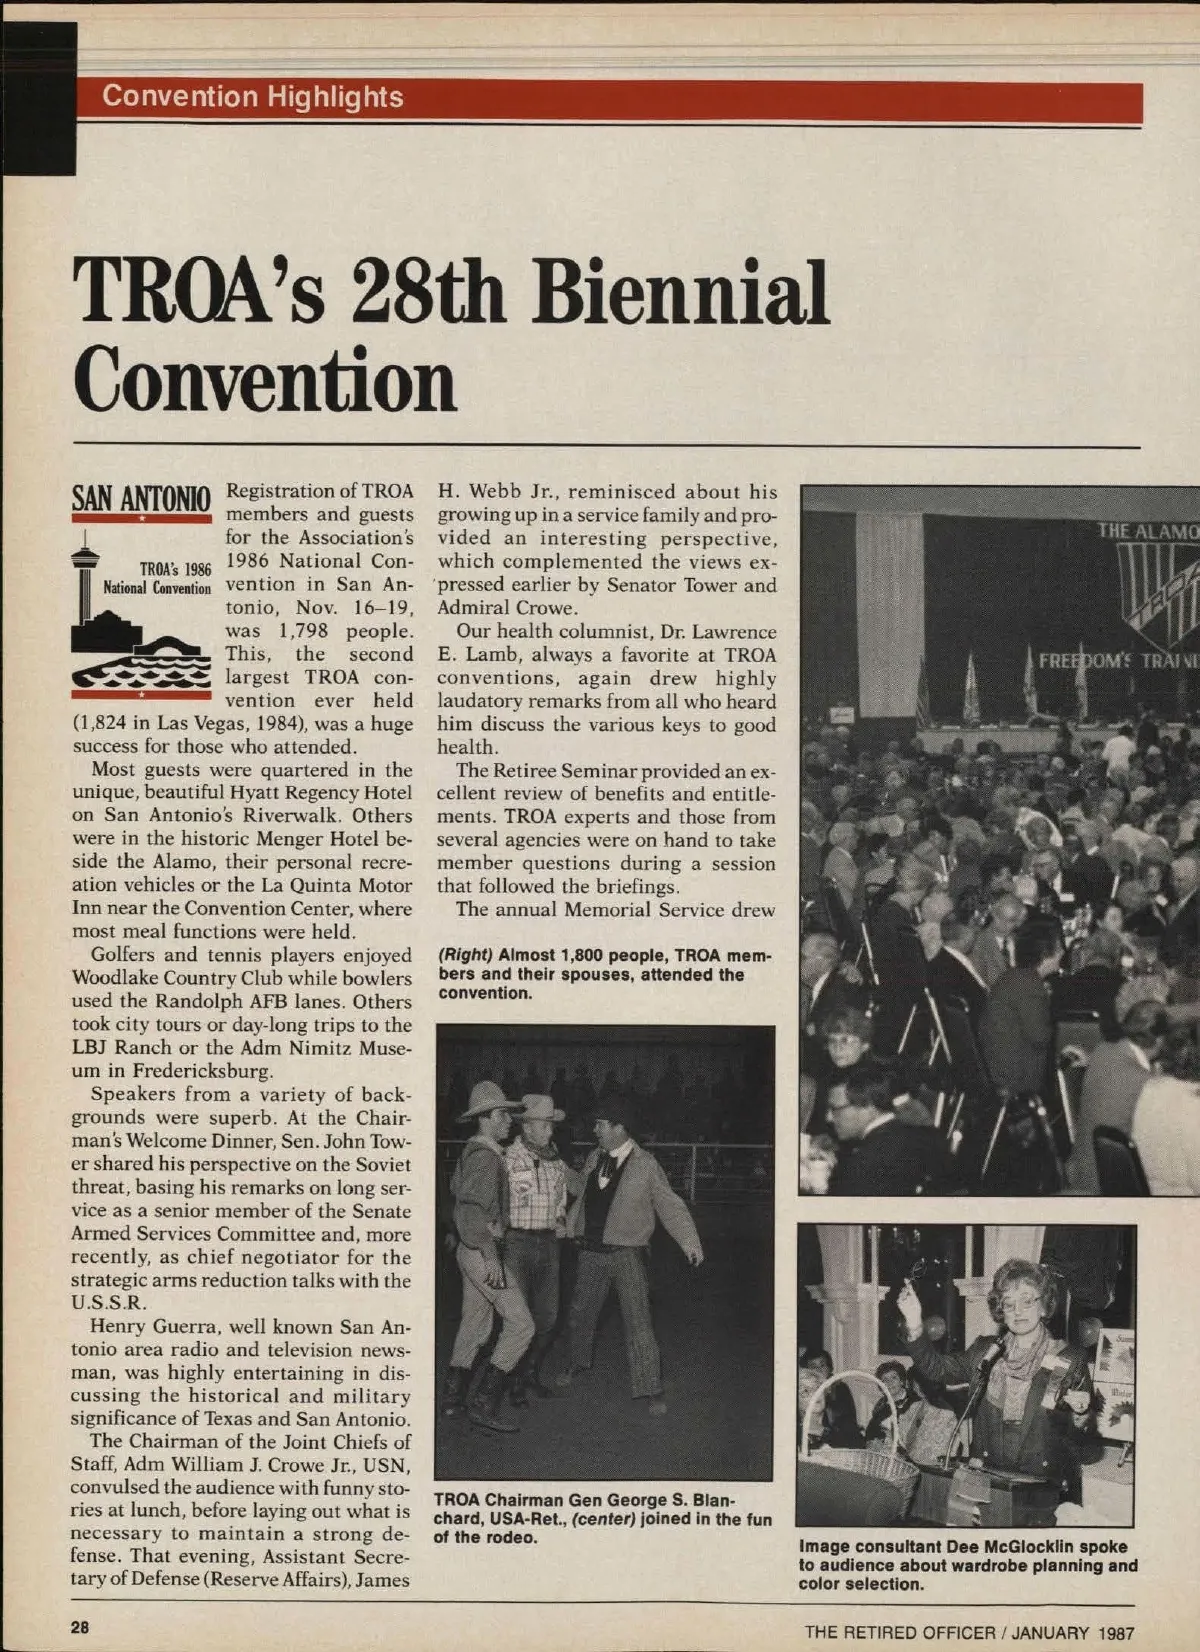 Convention Highlights
TROA's 28th Biennial
Convention
SAN ANTONIO
TROA's 1986
National Convention
Registration of TROA
members and guests
for the Association's
1986 National Con-
vention in San An-
tonio, Nov. 16–19,
was 1,798 people.
This, the second
largest TROA con-
vention ever held
(1,824 in Las Vegas, 1984), was a huge
success for those who attended.
Most guests were quartered in the
unique, beautiful Hyatt Regency Hotel
on San Antonio's Riverwalk. Others
were in the historic Menger Hotel be-
side the Alamo, their personal recre-
ation vehicles or the La Quinta Motor
Inn near the Convention Center, where
most meal functions were held.
Golfers and tennis players enjoyed
Woodlake Country Club while bowlers
used the Randolph AFB lanes. Others
took city tours or day-long trips to the
LBJ Ranch or the Adm Nimitz Muse-
um in Fredericksburg.
Speakers from a variety of back-
grounds were superb. At the Chair-
man's Welcome Dinner, Sen. John Tow-
er shared his perspective on the Soviet
threat, basing his remarks on long ser-
vice as a senior member of the Senate
Armed Services Committee and, more
recently, as chief negotiator for the
strategic arms reduction talks with the
U.S.S.R.
Henry Guerra, well known San An-
tonio area radio and television news-
man, was highly entertaining in dis-
cussing the historical and military
significance of Texas and San Antonio.
The Chairman of the Joint Chiefs of
Staff, Adm William J. Crowe Jr., USN,
convulsed the audience with funny sto-
ries at lunch, before laying out what is
necessary to maintain a strong de-
fense. That evening, Assistant Secre-
tary of Defense (Reserve Affairs), James
H. Webb Jr., reminisced about his
growing up in a service family and pro-
vided an interesting perspective,
which complemented the views ex-
pressed earlier by Senator Tower and
Admiral Crowe.
Our health columnist, Dr. Lawrence
E. Lamb, always a favorite at TROA
conventions, again drew highly
laudatory remarks from all who heard
him discuss the various keys to good
health.
The Retiree Seminar provided an ex-
cellent review of benefits and entitle-
ments. TROA experts and those from
several agencies were on hand to take
member questions during a session
that followed the briefings.
The annual Memorial Service drew
(Right) Almost 1,800 people, TROA mem-
bers and their spouses, attended the
convention.
TROA Chairman Gen George S. Blan-
chard, USA-Ret., (center) joined in the fun
of the rodeo.
THE ALAMO
TROA
FREEDOM'S TRAI
Image consultant Dee McGlocklin spoke
to audience about wardrobe planning and
color selection.
28
THE RETIRED OFFICER / JANUARY 1987